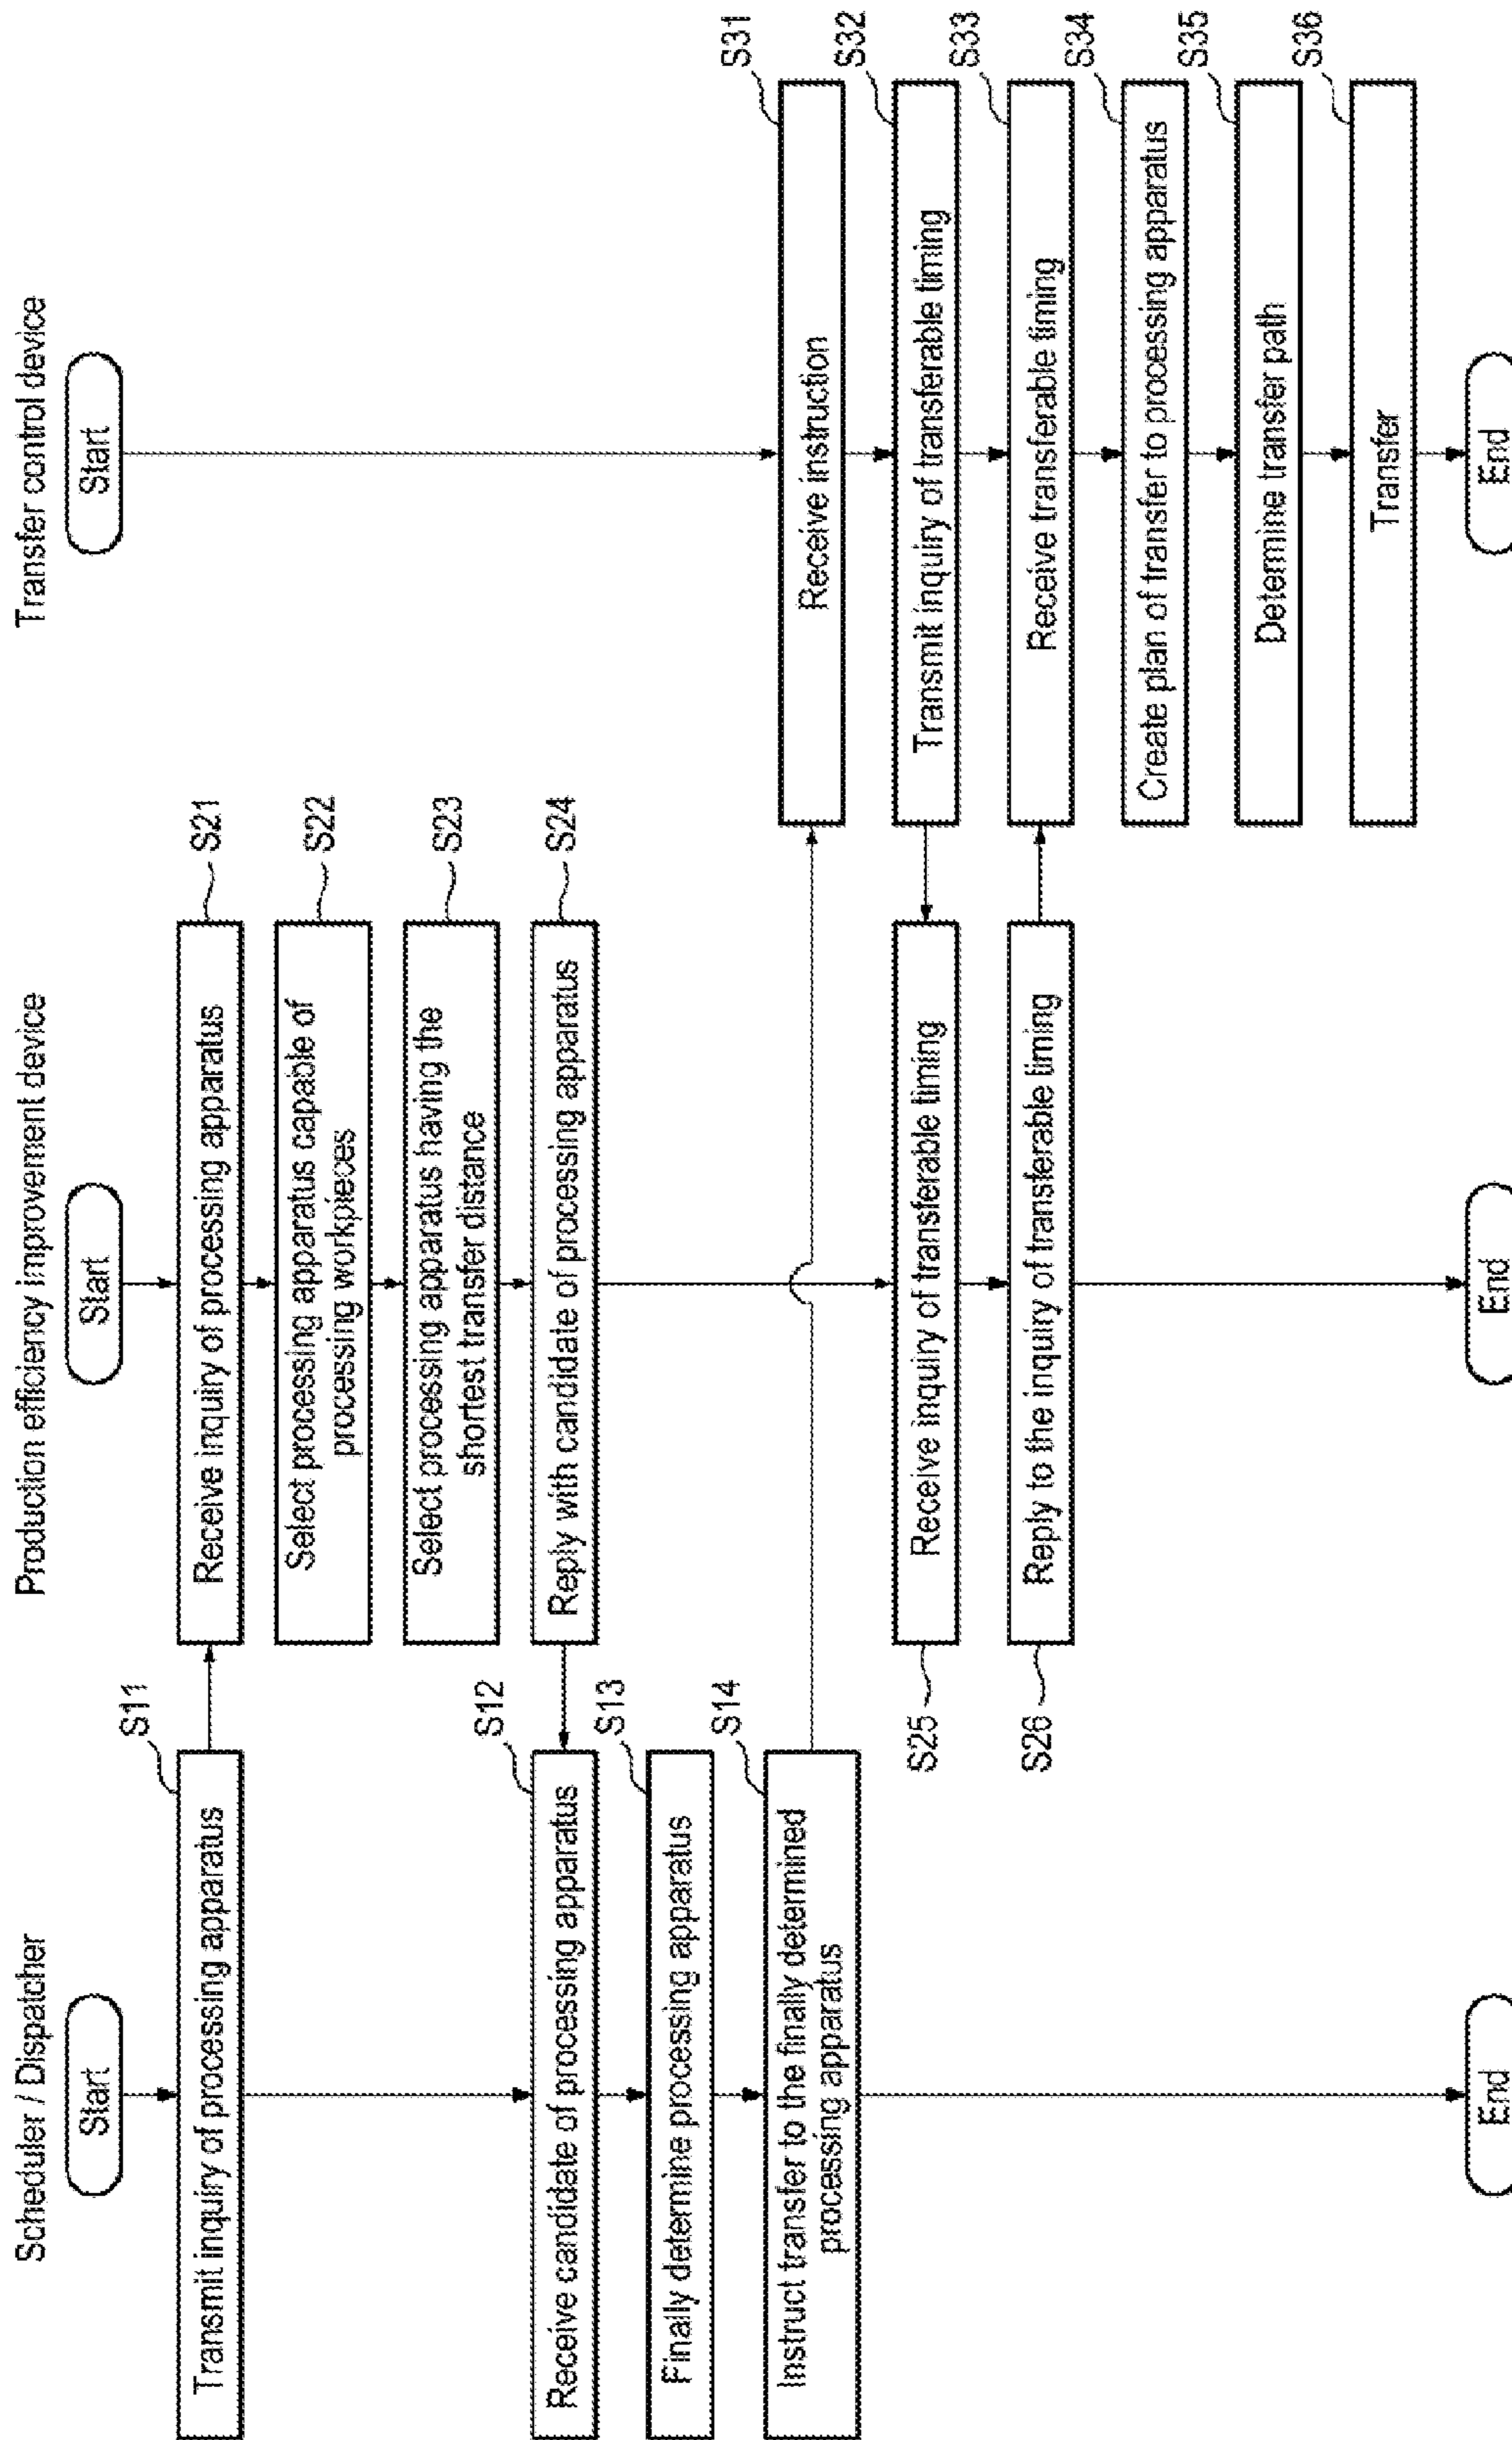 Scheduler / Dispatcher
Start
Transmit inquiry of processing apparatus
S11
Receive candidate of processing apparatus
S12
Finally determine processing apparatus
S13
Instruct transfer to the finally determined
processing apparatus
S14
End
Production efficiency improvement device
Start
Receive inquiry of processing apparatus
S21
Select processing apparatus capable of
processing workpieces
S22
Select processing apparatus having the
shortest transfer distance
S23
Reply with candidate of processing apparatus
S24
Receive inquiry of transferable timing
S25
Reply to the inquiry of transferable timing
S26
End
Transfer control device
Start
Receive instruction
S31
Transmit inquiry of transferable timing
S32
Receive transferable timing
S33
Create plan of transfer to processing apparatus
S34
Determine transfer path
S35
Transfer
S36
End